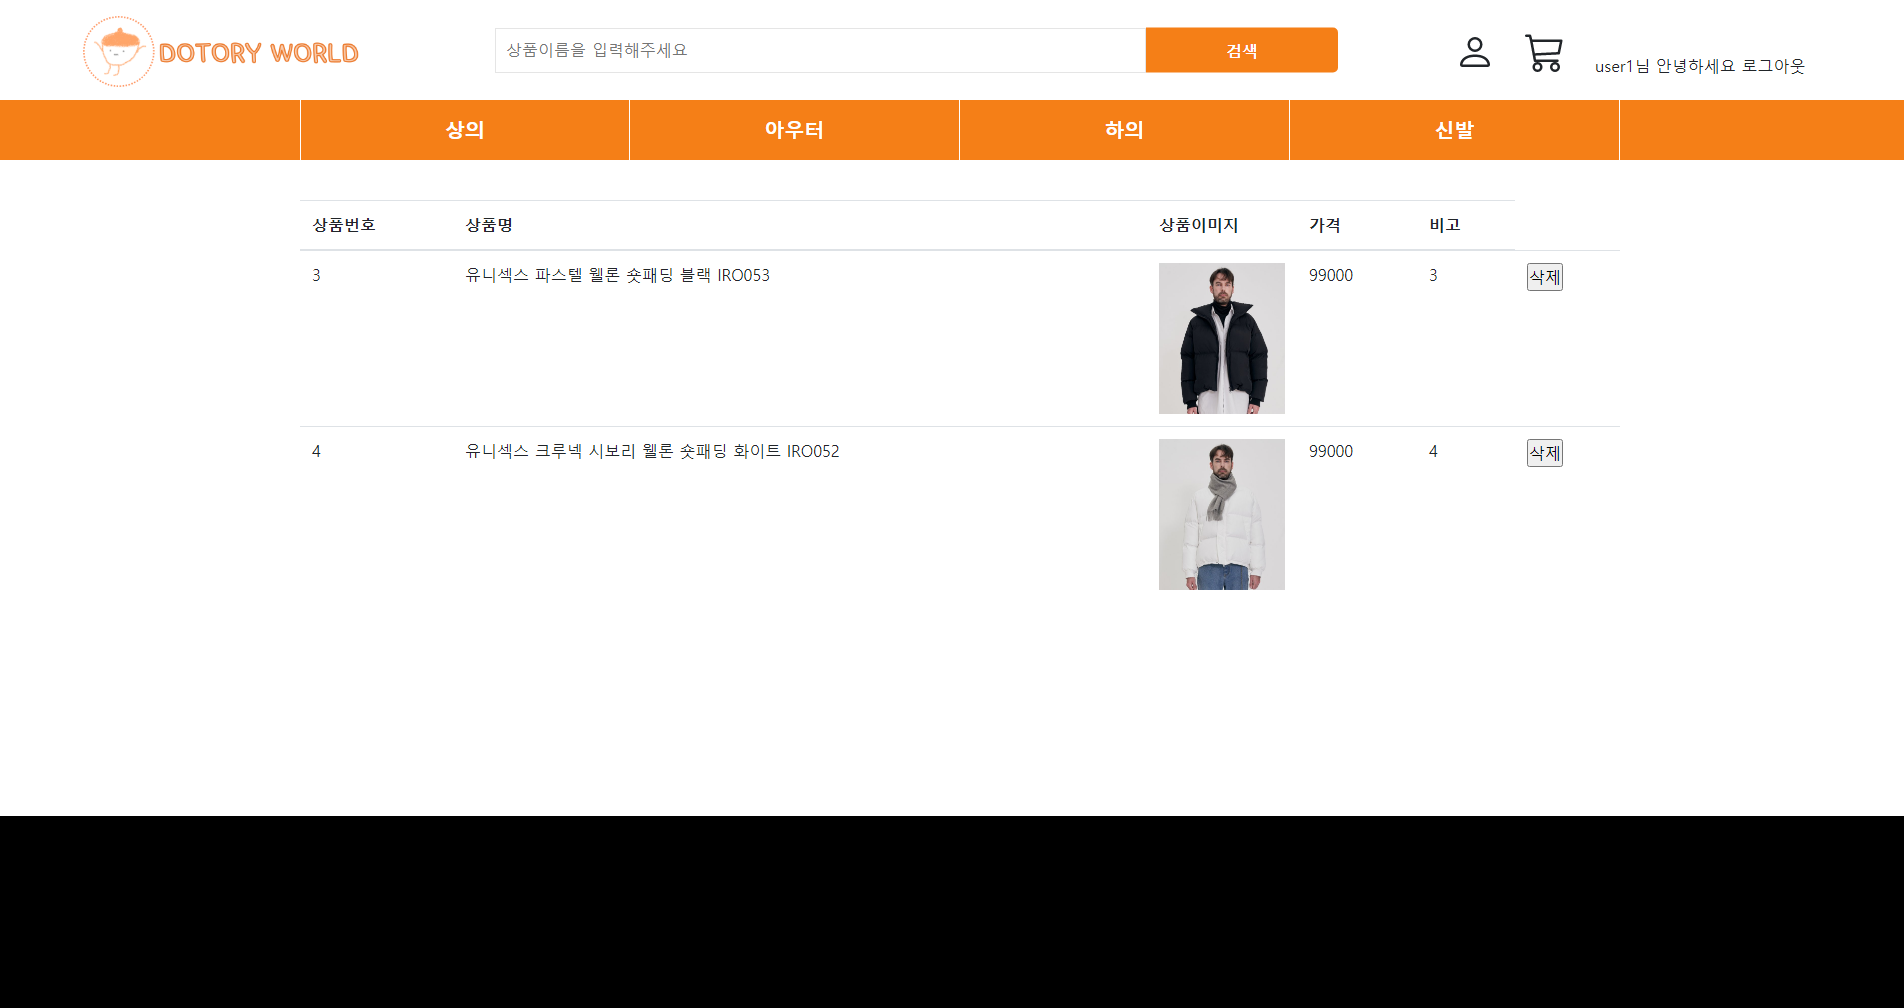 DOTORY WORLD
상품이름을 입력해주세요
검색
user1님 안녕하세요 로그아웃
상의 아우터 하의 신발
상품번호 상품명 상품이미지 가격 비고
3 유니섹스 파스텔 웰론 숏패딩 블랙 IRO053 99000 3 삭제
4 유니섹스 크루넥 시보리 웰론 숏패딩 화이트 IRO052 99000 4 삭제